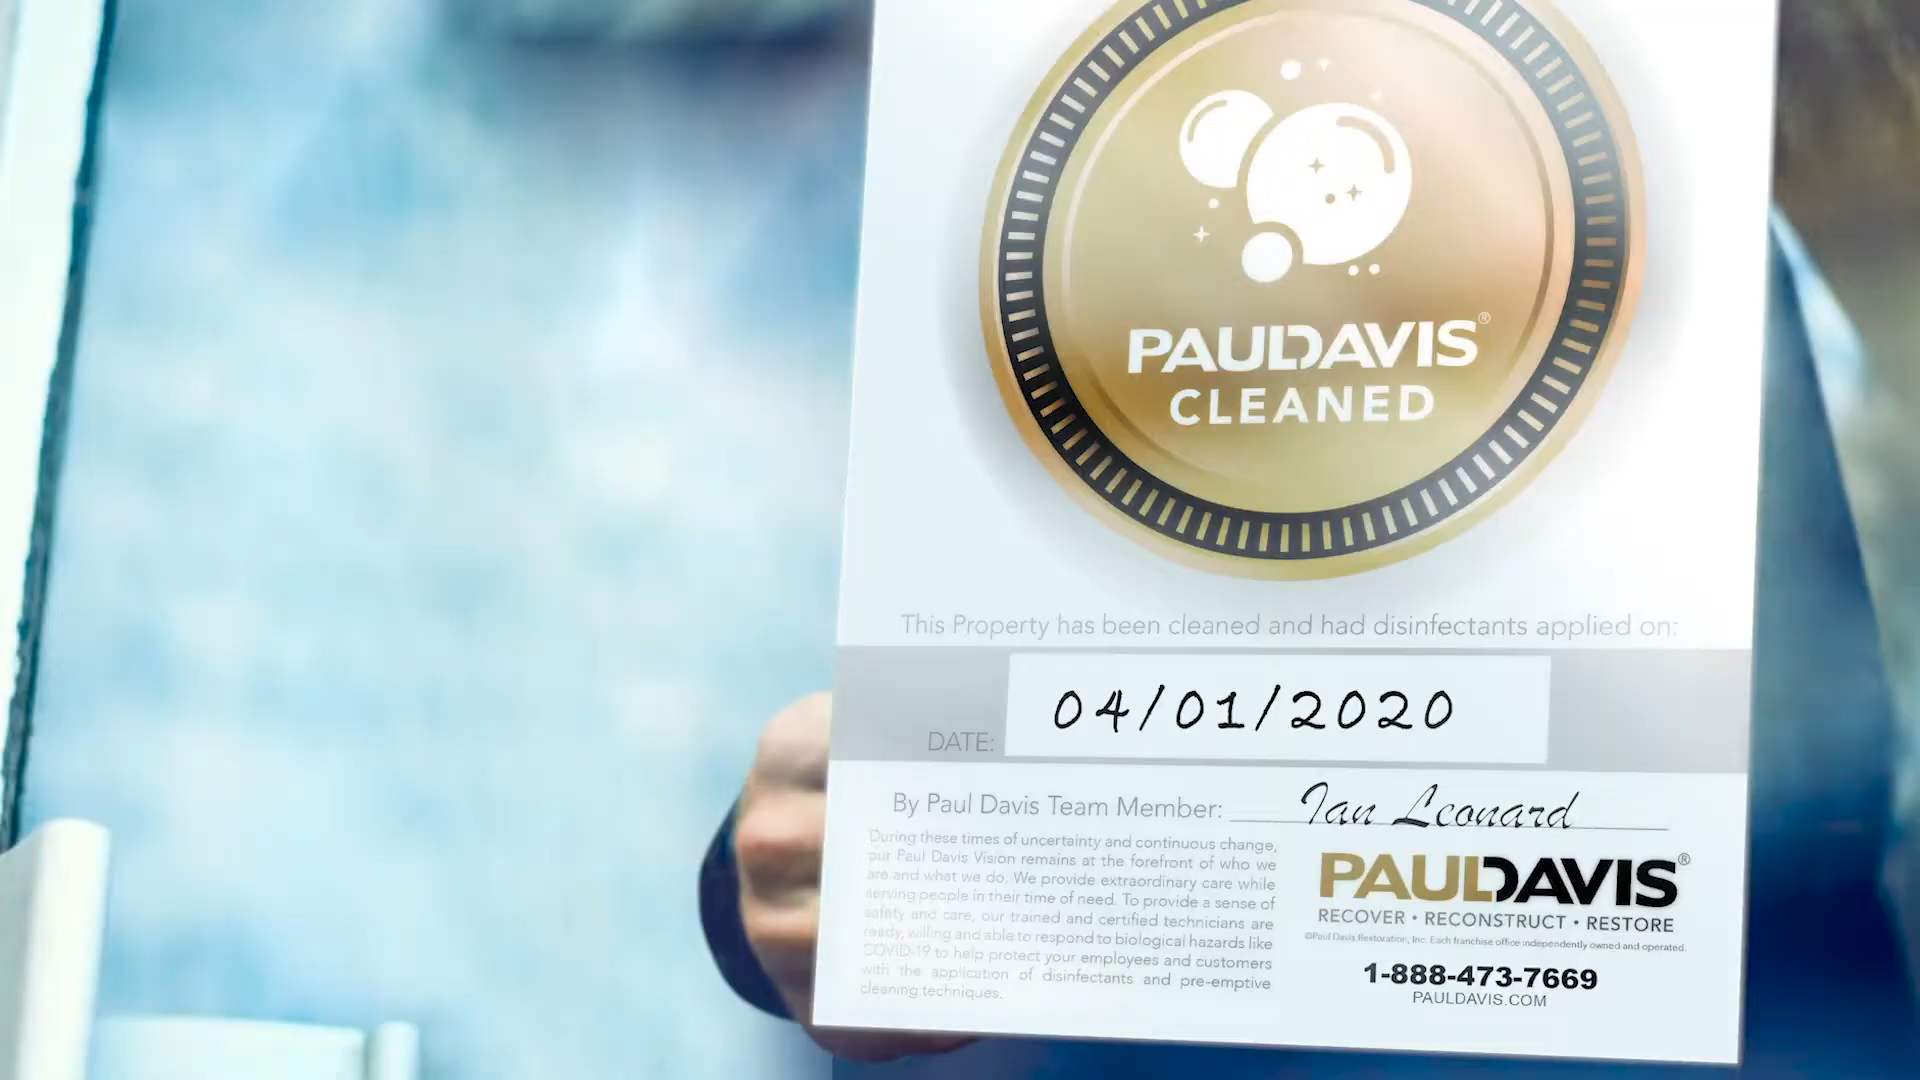 PAULDAVIS®
CLEANED
This Property has been cleaned and had disinfectants applied on:
DATE: 04/01/2020
By Paul Davis Team Member: Ian Leonard
During these times of uncertainty and continuous change,
our Paul Davis Vision remains at the forefront of who we
are and what we do. We provide extraordinary care while
serving people in their time of need. To provide a sense of
safety and care, our trained and certified technicians are
ready, willing and able to respond to biological hazards like
COVID-19 to help protect your employees and customers
with the application of disinfectants and pre-emptive
cleaning techniques.
PAULDAVIS®
RECOVER • RECONSTRUCT • RESTORE
©Paul Davis Restoration, Inc. Each franchise office independently owned and operated.
1-888-473-7669
PAULDAVIS.COM